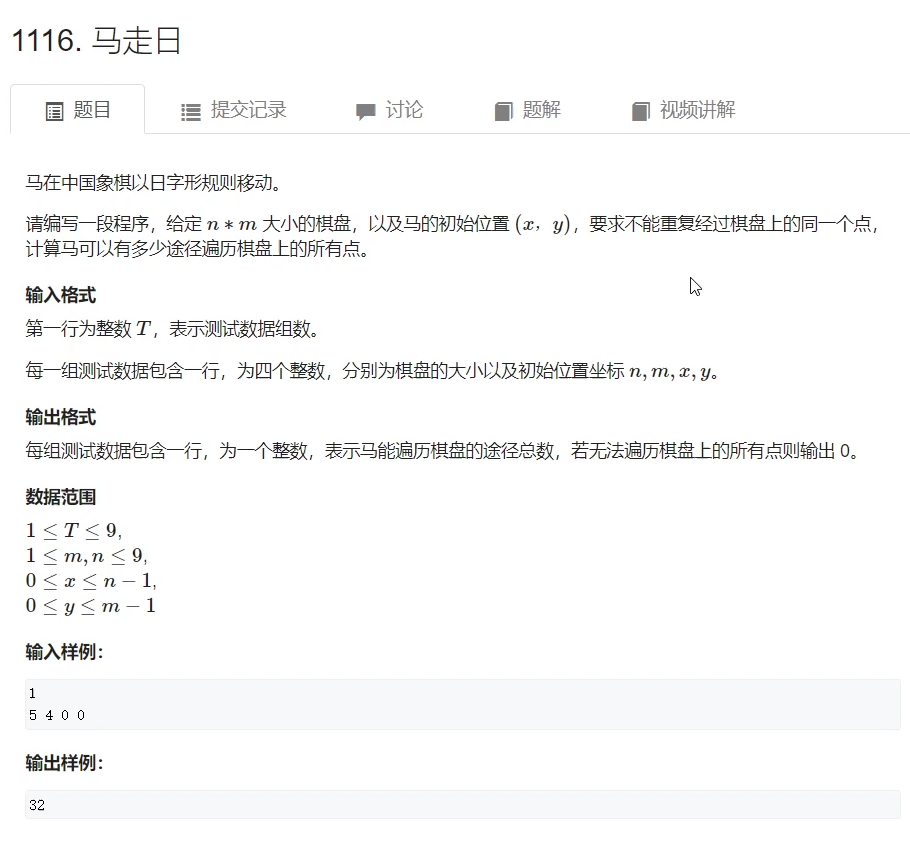 1116. 马走日
题目 提交记录 讨论 题解 视频讲解
马在中国象棋以日字形规则移动。
请编写一段程序，给定 n * m 大小的棋盘，以及马的初始位置 (x，y)，要求不能重复经过棋盘上的同一个点，
计算马可以有多少途径遍历棋盘上的所有点。
输入格式
第一行为整数 T，表示测试数据组数。
每一组测试数据包含一行，为四个整数，分别为棋盘的大小以及初始位置坐标 n, m, x, y。
输出格式
每组测试数据包含一行，为一个整数，表示马能遍历棋盘的途径总数，若无法遍历棋盘上的所有点则输出 0。
数据范围
1 ≤ T ≤ 9,
1 ≤ m, n ≤ 9,
0 ≤ x ≤ n − 1,
0 ≤ y ≤ m − 1
输入样例：
1
5 4 0 0
输出样例：
32